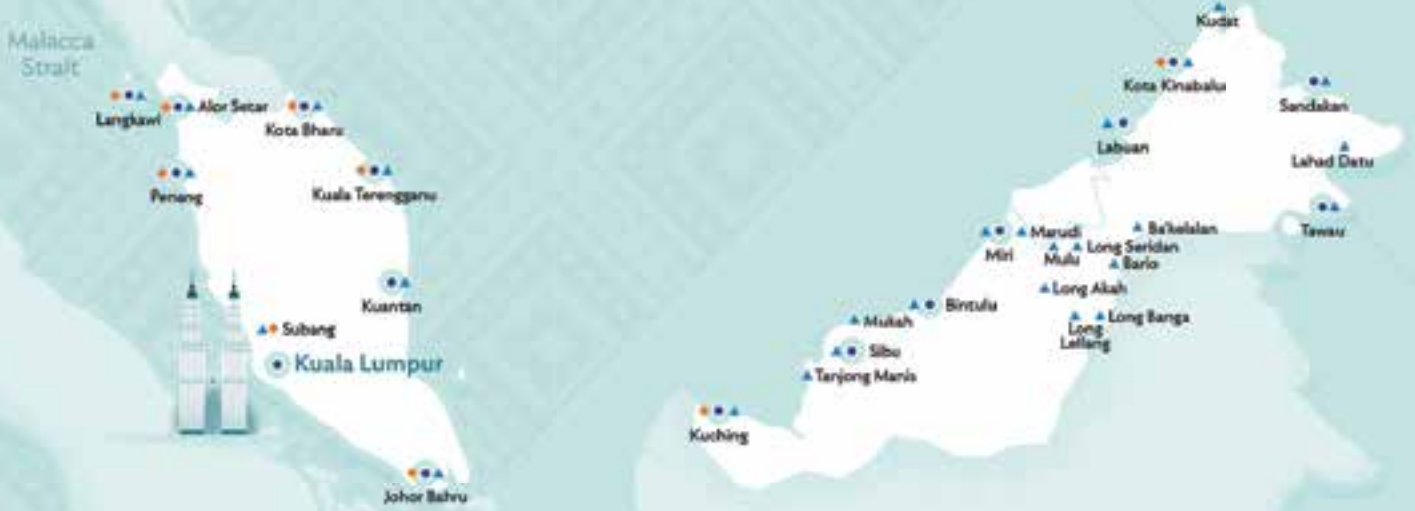 Malacca
Strait
Langkawi
Alor Setar
Kota Bharu
Penang
Kuala Terengganu
Kuantan
Subang
Kuala Lumpur
Johor Bahru
Kudat
Kota Kinabalu
Sandakan
Labuan
Lahad Datu
Tawau
Miri
Marudi
Ba'kelalan
Mulu
Long Seridan
Bario
Long Akah
Bintulu
Mukah
Long
Lellang
Long Banga
Sibu
Tanjong Manis
Kuching